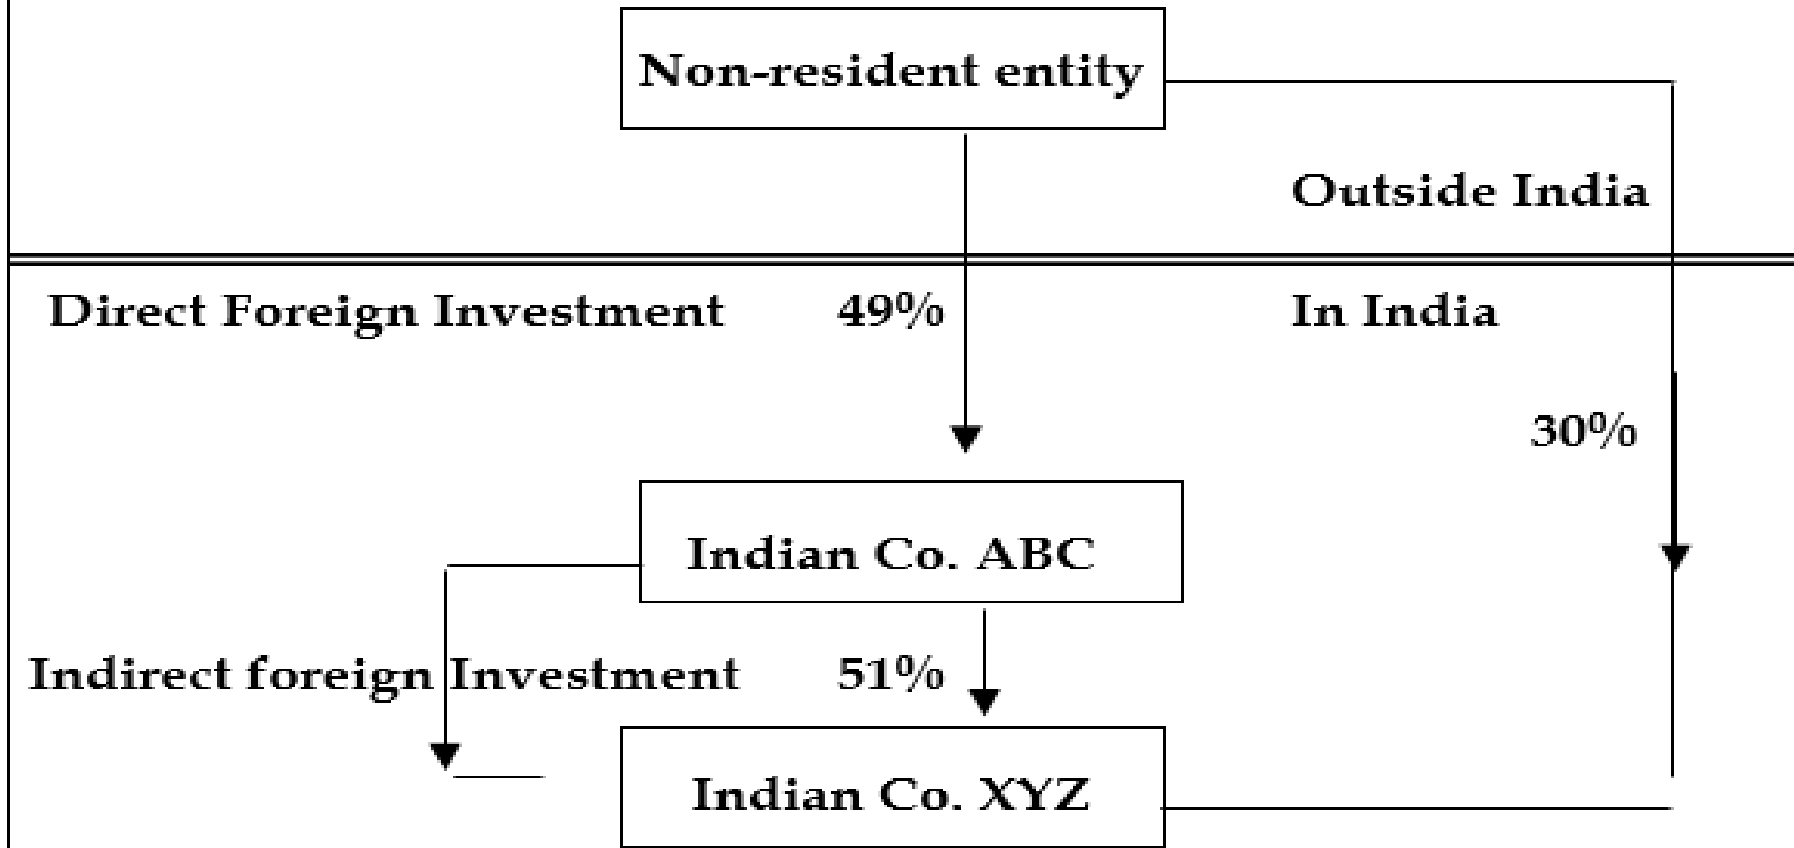 Non-resident entity
Outside India
Direct Foreign Investment 49% In India
30%
Indian Co. ABC
Indirect foreign Investment 51%
Indian Co. XYZ